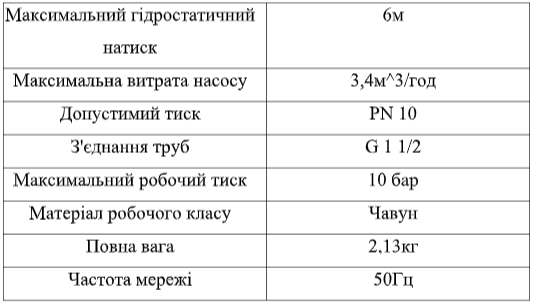 Максимальний гідростатичний 6м
натиск
Максимальна витрата насосу 3,4м^3/год
Допустимий тиск PN 10
З'єднання труб G 1 1/2
Максимальний робочий тиск 10 бар
Матеріал робочого класу Чавун
Повна вага 2,13кг
Частота мережі 50Гц